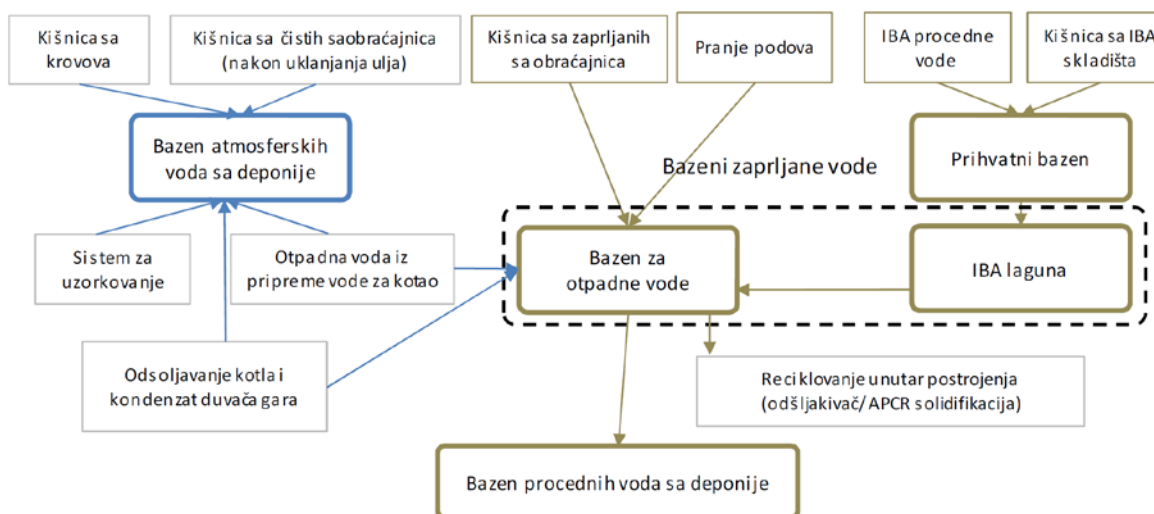 Kišnica sa
krovova
Kišnica sa čistih saobraćajnica
(nakon uklanjanja ulja)
Kišnica sa zaprljanih
saobraćajnica
Pranje podova
IBA procedne
vode
Kišnica sa IBA
skladišta
Bazen atmosferskih
voda sa deponije
Bazeni zaprljane vode
Prihvatni bazen
Sistem za
uzorkovanje
Otpadna voda iz
pripreme vode za kotao
Bazen za
otpadne vode
IBA laguna
Odsoljavanje kotla i
kondenzat duvača gara
Reciklovanje unutar postrojenja
(odšljakivač/APCR solidifikacija)
Bazen procednih voda sa deponije